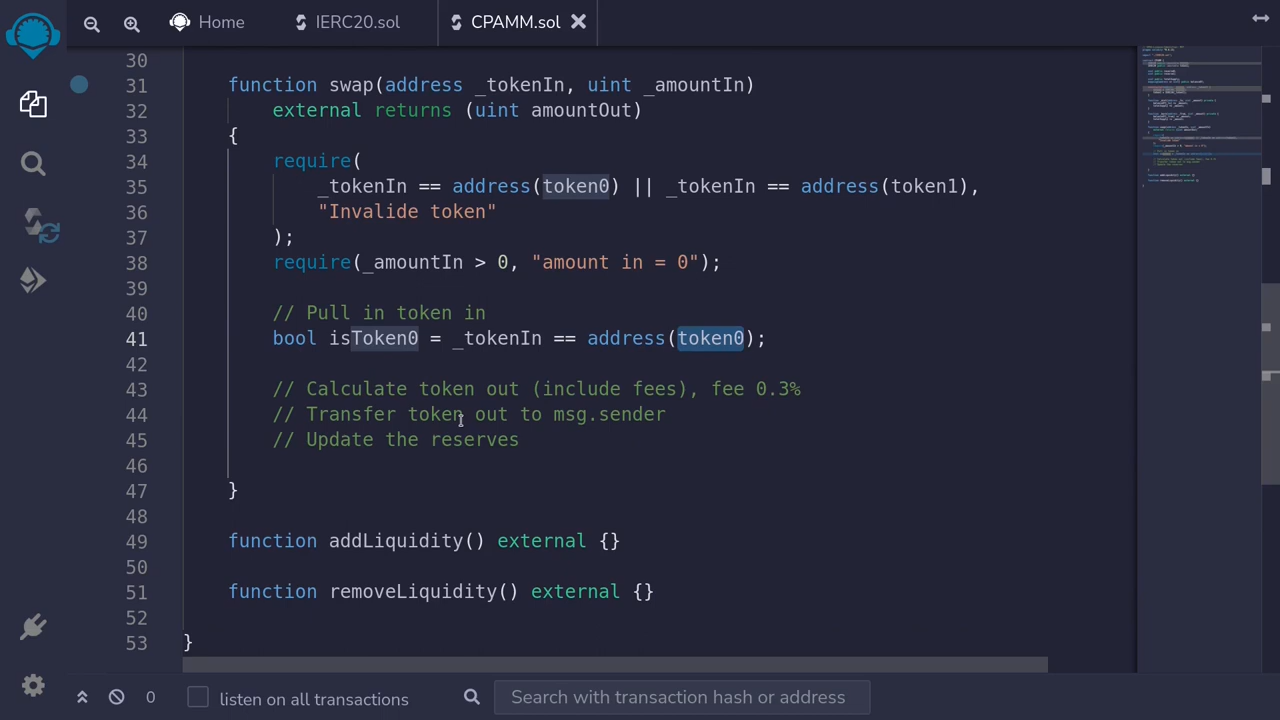 Home
IERC20.sol
CPAMM.sol
30
31 function swap(address _tokenIn, uint _amountIn)
32 external returns (uint amountOut)
33 {
34 require(
35 _tokenIn == address(token0) || _tokenIn == address(token1),
36 "Invalide token"
37 );
38 require(_amountIn > 0, "amount in = 0");
39
40 // Pull in token in
41 bool isToken0 = _tokenIn == address(token0);
42
43 // Calculate token out (include fees), fee 0.3%
44 // Transfer token out to msg.sender
45 // Update the reserves
46
47 }
48
49 function addLiquidity() external {}
50
51 function removeLiquidity() external {}
52
53 }
0
listen on all transactions
Search with transaction hash or address